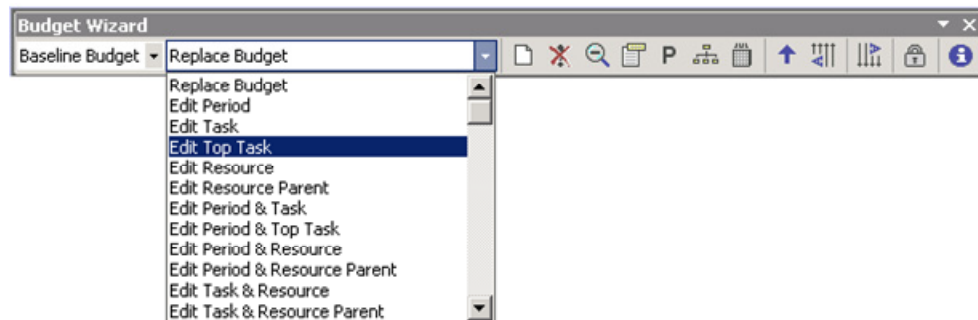 Budget Wizard
Baseline Budget Replace Budget P
Replace Budget
Edit Period
Edit Task
Edit Top Task
Edit Resource
Edit Resource Parent
Edit Period & Task
Edit Period & Top Task
Edit Period & Resource
Edit Period & Resource Parent
Edit Task & Resource
Edit Task & Resource Parent